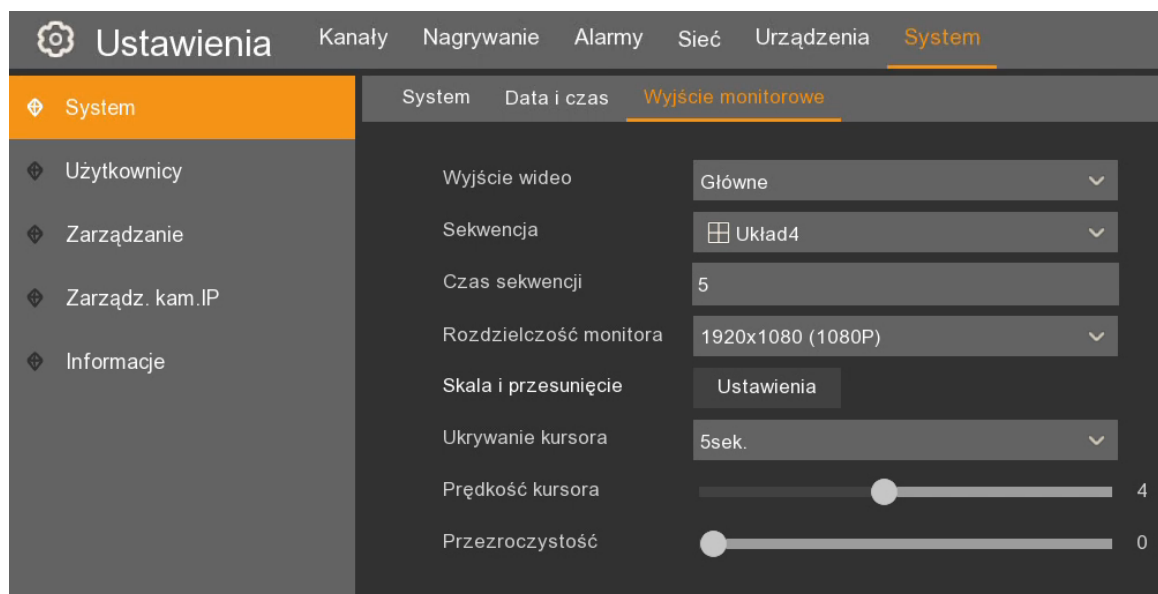 Ustawienia Kanały Nagrywanie Alarmy Sieć Urządzenia System
System
Użytkownicy
Zarządzanie
Zarządz. kam.IP
Informacje
System Data i czas Wyjście monitorowe
Wyjście wideo Główne
Sekwencja Układ4
Czas sekwencji 5
Rozdzielczość monitora 1920x1080 (1080P)
Skala i przesunięcie Ustawienia
Ukrywanie kursora 5sek.
Prędkość kursora 4
Przezroczystość 0